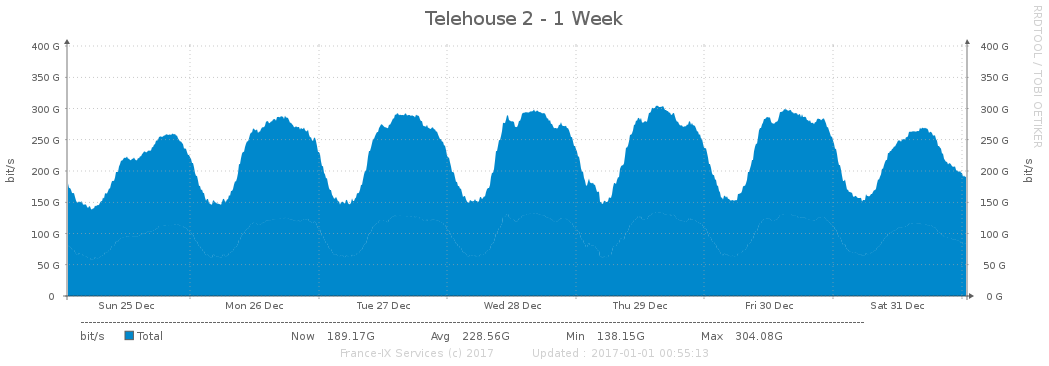 Telehouse 2 - 1 Week
RRDTOOL / TOBI OETIKER
400 G 400 G
350 G 350 G
300 G 300 G
250 G 250 G
200 G 200 G
150 G 150 G
100 G 100 G
50 G 50 G
0 0 G
bit/s
bit/s
Sun 25 Dec Mon 26 Dec Tue 27 Dec Wed 28 Dec Thu 29 Dec Fri 30 Dec Sat 31 Dec
bit/s Total Now 189.17G Avg 228.56G Min 138.15G Max 304.08G
France-IX Services (c) 2017 Updated : 2017-01-01 00:55:13